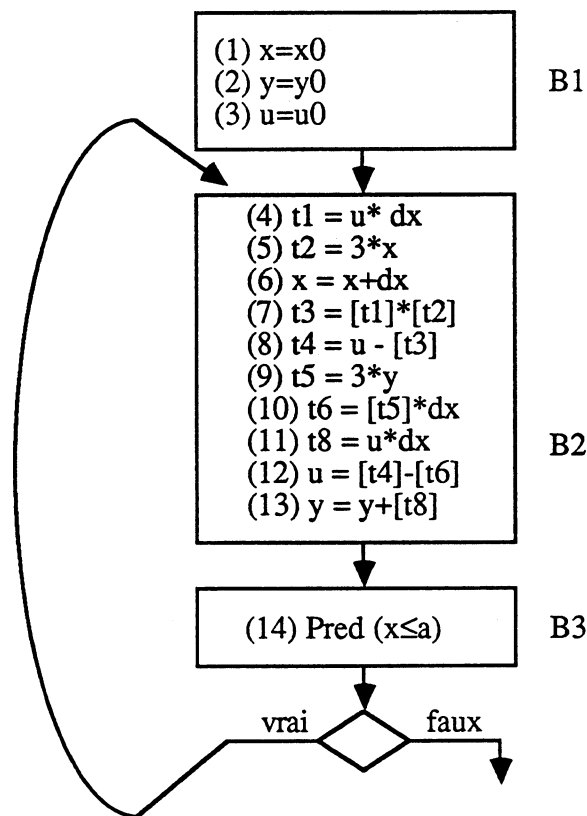 (1) x=x0
(2) y=y0
(3) u=u0
B1
(4) t1 = u* dx
(5) t2 = 3*x
(6) x = x+dx
(7) t3 = [t1]*[t2]
(8) t4 = u - [t3]
(9) t5 = 3*y
(10) t6 = [t5]*dx
(11) t8 = u*dx
(12) u = [t4]-[t6]
(13) y = y+[t8]
B2
(14) Pred (x≤a)
B3
vrai
faux